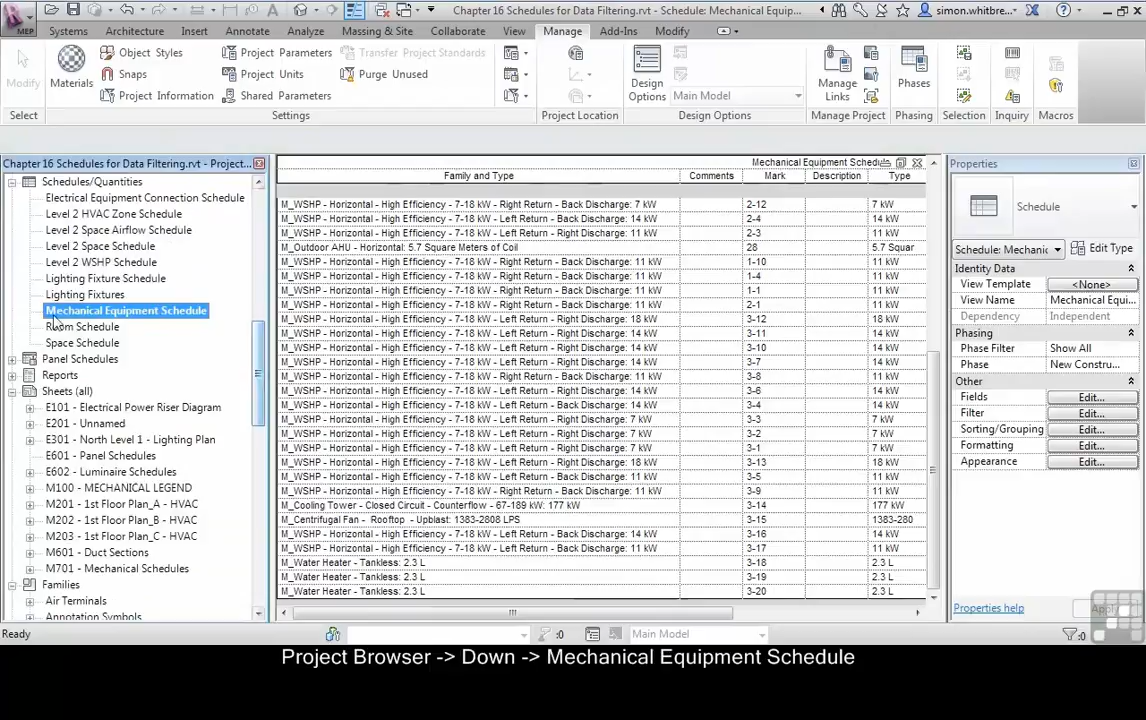 Chapter 16 Schedules for Data Filtering.rvt - Schedule: Mechanical Equip...
simon.whitbre...
MEP
Systems Architecture Insert Annotate Analyze Massing & Site Collaborate View Manage Add-Ins Modify
Modify
Materials
Object Styles
Snaps
Project Information
Project Parameters
Project Units
Shared Parameters
Transfer Project Standards
Purge Unused
Design Options
Main Model
Manage Links
Phases
Select Settings Project Location Design Options Manage Project Phasing Selection Inquiry Macros
Chapter 16 Schedules for Data Filtering.rvt - Project...
Schedules/Quantities
Electrical Equipment Connection Schedule
Level 2 HVAC Zone Schedule
Level 2 Space Airflow Schedule
Level 2 Space Schedule
Level 2 WSHP Schedule
Lighting Fixture Schedule
Lighting Fixtures
Mechanical Equipment Schedule
Room Schedule
Space Schedule
Panel Schedules
Reports
Sheets (all)
E101 - Electrical Power Riser Diagram
E201 - Unnamed
E301 - North Level 1 - Lighting Plan
E601 - Panel Schedules
E602 - Luminaire Schedules
M100 - MECHANICAL LEGEND
M201 - 1st Floor Plan_A - HVAC
M202 - 1st Floor Plan_B - HVAC
M203 - 1st Floor Plan_C - HVAC
M601 - Duct Sections
M701 - Mechanical Schedules
Families
Air Terminals
Annotation Symbols
Mechanical Equipment Schedu
Family and Type Comments Mark Description Type
M_WSHP - Horizontal - High Efficiency - 7-18 kW - Right Return - Back Discharge: 7 kW 2-12 7 kW
M_WSHP - Horizontal - High Efficiency - 7-18 kW - Left Return - Right Discharge: 14 kW 2-4 14 kW
M_WSHP - Horizontal - High Efficiency - 7-18 kW - Left Return - Right Discharge: 11 kW 2-3 11 kW
M_Outdoor AHU - Horizontal: 5.7 Square Meters of Coil 28 5.7 Squar
M_WSHP - Horizontal - High Efficiency - 7-18 kW - Right Return - Back Discharge: 11 kW 1-10 11 kW
M_WSHP - Horizontal - High Efficiency - 7-18 kW - Left Return - Right Discharge: 11 kW 1-4 11 kW
M_WSHP - Horizontal - High Efficiency - 7-18 kW - Left Return - Right Discharge: 11 kW 1-1 11 kW
M_WSHP - Horizontal - High Efficiency - 7-18 kW - Left Return - Right Discharge: 11 kW 2-1 11 kW
M_WSHP - Horizontal - High Efficiency - 7-18 kW - Left Return - Right Discharge: 18 kW 3-12 18 kW
M_WSHP - Horizontal - High Efficiency - 7-18 kW - Left Return - Right Discharge: 14 kW 3-11 14 kW
M_WSHP - Horizontal - High Efficiency - 7-18 kW - Left Return - Right Discharge: 14 kW 3-10 14 kW
M_WSHP - Horizontal - High Efficiency - 7-18 kW - Left Return - Right Discharge: 14 kW 3-7 14 kW
M_WSHP - Horizontal - High Efficiency - 7-18 kW - Right Return - Back Discharge: 11 kW 3-8 11 kW
M_WSHP - Horizontal - High Efficiency - 7-18 kW - Left Return - Right Discharge: 14 kW 3-6 14 kW
M_WSHP - Horizontal - High Efficiency - 7-18 kW - Left Return - Right Discharge: 14 kW 3-4 14 kW
M_WSHP - Horizontal - High Efficiency - 7-18 kW - Left Return - Right Discharge: 7 kW 3-3 7 kW
M_WSHP - Horizontal - High Efficiency - 7-18 kW - Left Return - Right Discharge: 7 kW 3-2 7 kW
M_WSHP - Horizontal - High Efficiency - 7-18 kW - Left Return - Right Discharge: 7 kW 3-1 7 kW
M_WSHP - Horizontal - High Efficiency - 7-18 kW - Left Return - Right Discharge: 18 kW 3-13 18 kW
M_WSHP - Horizontal - High Efficiency - 7-18 kW - Left Return - Right Discharge: 11 kW 3-5 11 kW
M_WSHP - Horizontal - High Efficiency - 7-18 kW - Right Return - Back Discharge: 11 kW 3-9 11 kW
M_Cooling Tower - Closed Circuit - Counterflow - 67-189 kW: 177 kW 3-14 177 kW
M_Centrifugal Fan - Rooftop - Upblast: 1383-2808 LPS 3-15 1383-280
M_WSHP - Horizontal - High Efficiency - 7-18 kW - Left Return - Back Discharge: 14 kW 3-16 14 kW
M_WSHP - Horizontal - High Efficiency - 7-18 kW - Left Return - Back Discharge: 11 kW 3-17 11 kW
M_Water Heater - Tankless: 2.3 L 3-18 2.3 L
M_Water Heater - Tankless: 2.3 L 3-19 2.3 L
M_Water Heater - Tankless: 2.3 L 3-20 2.3 L
Properties
Schedule
Schedule: Mechanic Edit Type
Identity Data
View Template <None>
View Name Mechanical Equi...
Dependency Independent
Phasing
Phase Filter Show All
Phase New Constru...
Other
Fields Edit...
Filter Edit...
Sorting/Grouping Edit...
Formatting Edit...
Appearance Edit...
Properties help Apply
Ready :0 Main Model :0
Project Browser -> Down -> Mechanical Equipment Schedule